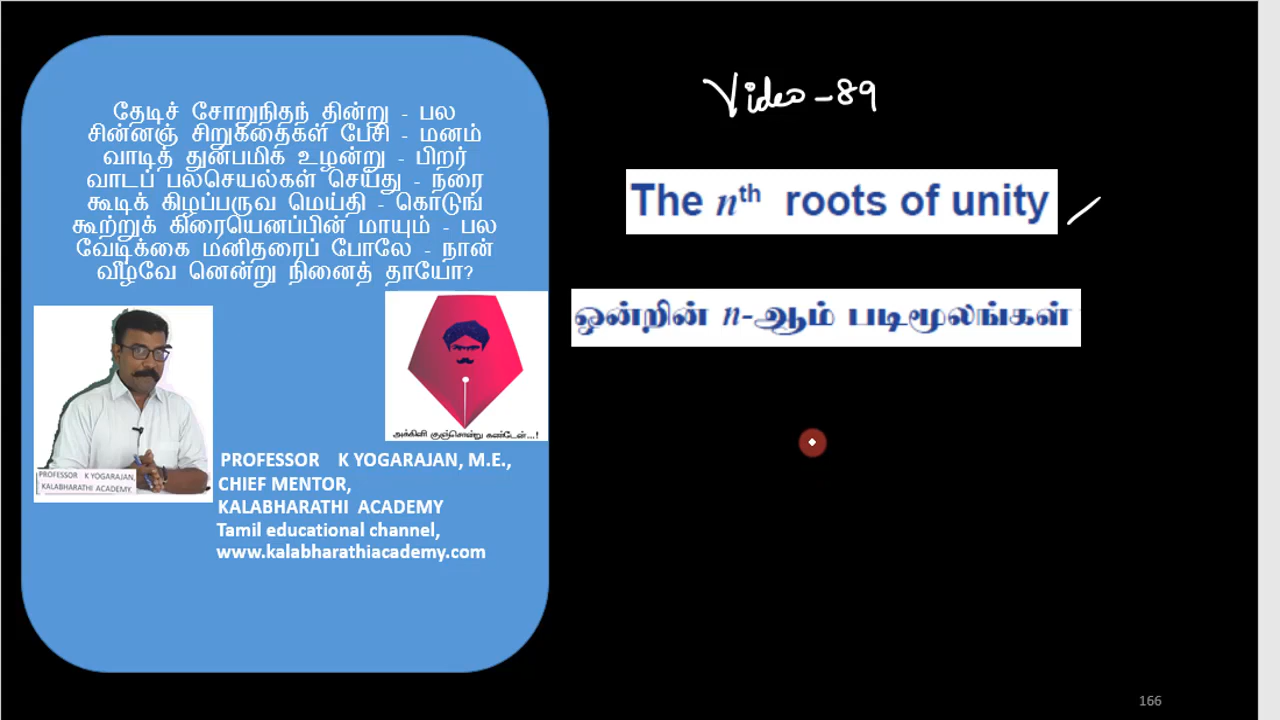 தேடிச் சோறுநிதந் தின்று - பல
சின்னஞ் சிறுகதைகள் பேசி - மனம்
வாடித் துன்பமிக உழன்று - பிறர்
வாடப் பலசெயல்கள் செய்து - நரை
கூடிக் கிழப்பருவ மெய்தி - கொடுங்
கூற்றுக் கிரையெனப்பின் மாயும் - பல
வேடிக்கை மனிதரைப் போலே - நான்
வீழ்வே னென்று நினைத் தாயோ?
அக்கினி குஞ்சொன்று கண்டேன்...!
PROFESSOR K YOGARAJAN,
KALABHARATHI ACADEMY.
PROFESSOR K YOGARAJAN, M.E.,
CHIEF MENTOR,
KALABHARATHI ACADEMY
Tamil educational channel,
www.kalabharathiacademy.com
Video - 89
The nth roots of unity
ஒன்றின் n-ஆம் படிமூலங்கள்
166